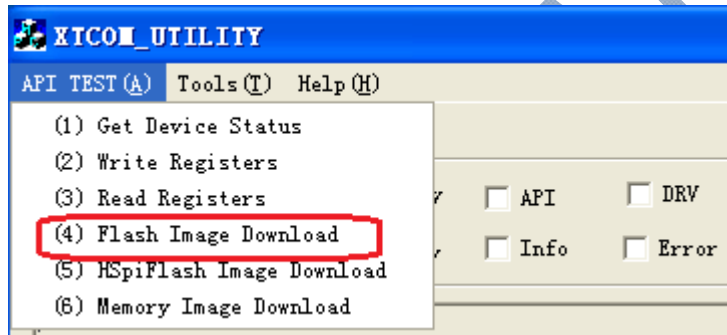 XTCOM_UTILITY
API TEST(A) Tools(T) Help(H)
(1) Get Device Status
(2) Write Registers
(3) Read Registers
API DRV
(4) Flash Image Download
Info Error
(5) HSpiFlash Image Download
(6) Memory Image Download